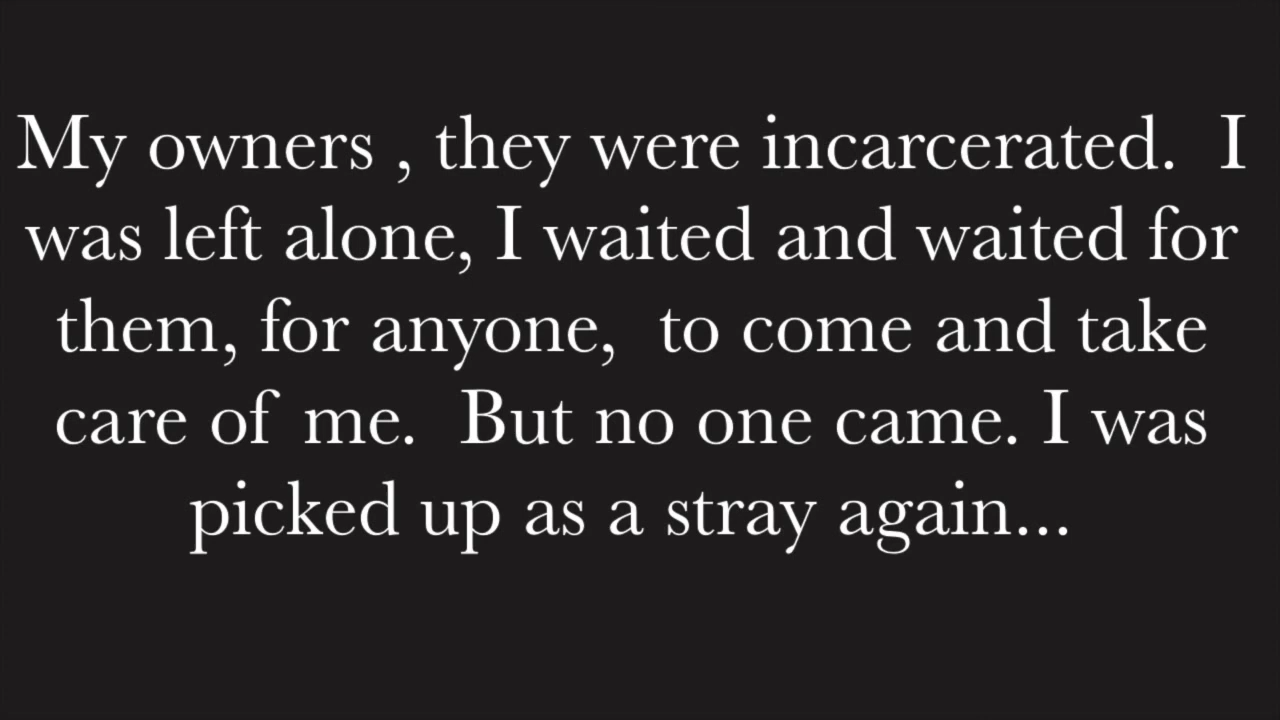 My owners , they were incarcerated.  I
was left alone, I waited and waited for
them, for anyone,  to come and take
care of  me.  But no one came. I was
picked up as a stray again...